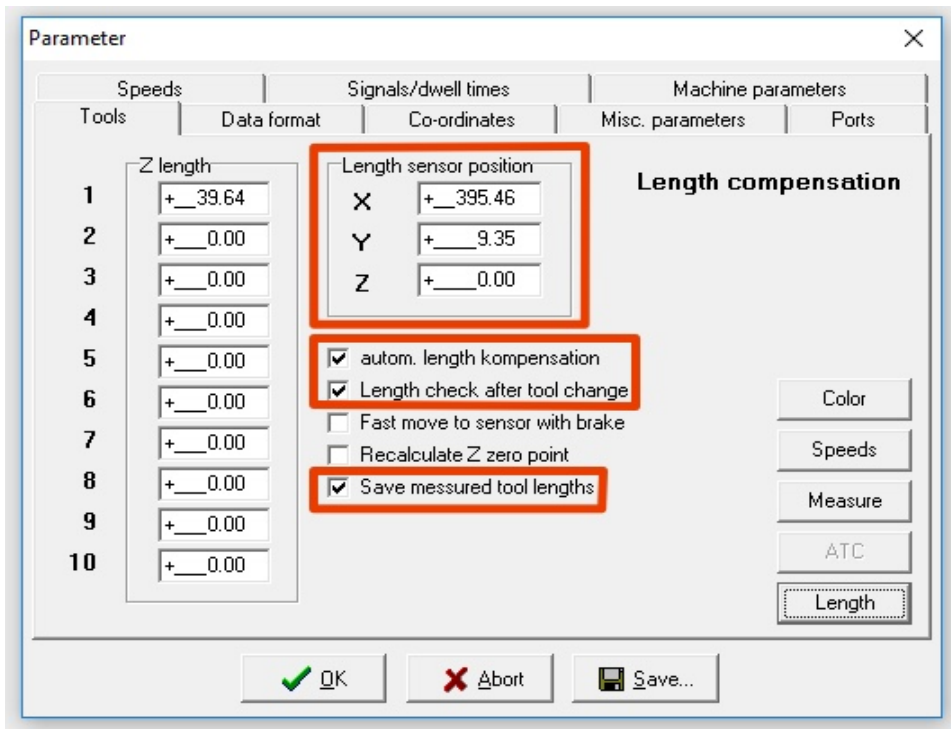 Parameter
Speeds Signals/dwell times Machine parameters
Tools Data format Co-ordinates Misc. parameters Ports
Z length Length sensor position Length compensation
1 +__39.64 X +__395.46
2 +___0.00 Y +____9.35
3 +___0.00 Z +____0.00
4 +___0.00
5 +___0.00 autom. length kompensation
6 +___0.00 Length check after tool change Color
7 +___0.00 Fast move to sensor with brake Speeds
8 +___0.00 Recalculate Z zero point
9 +___0.00 Save messured tool lengths Measure
10 +___0.00 ATC
Length
OK Abort Save...